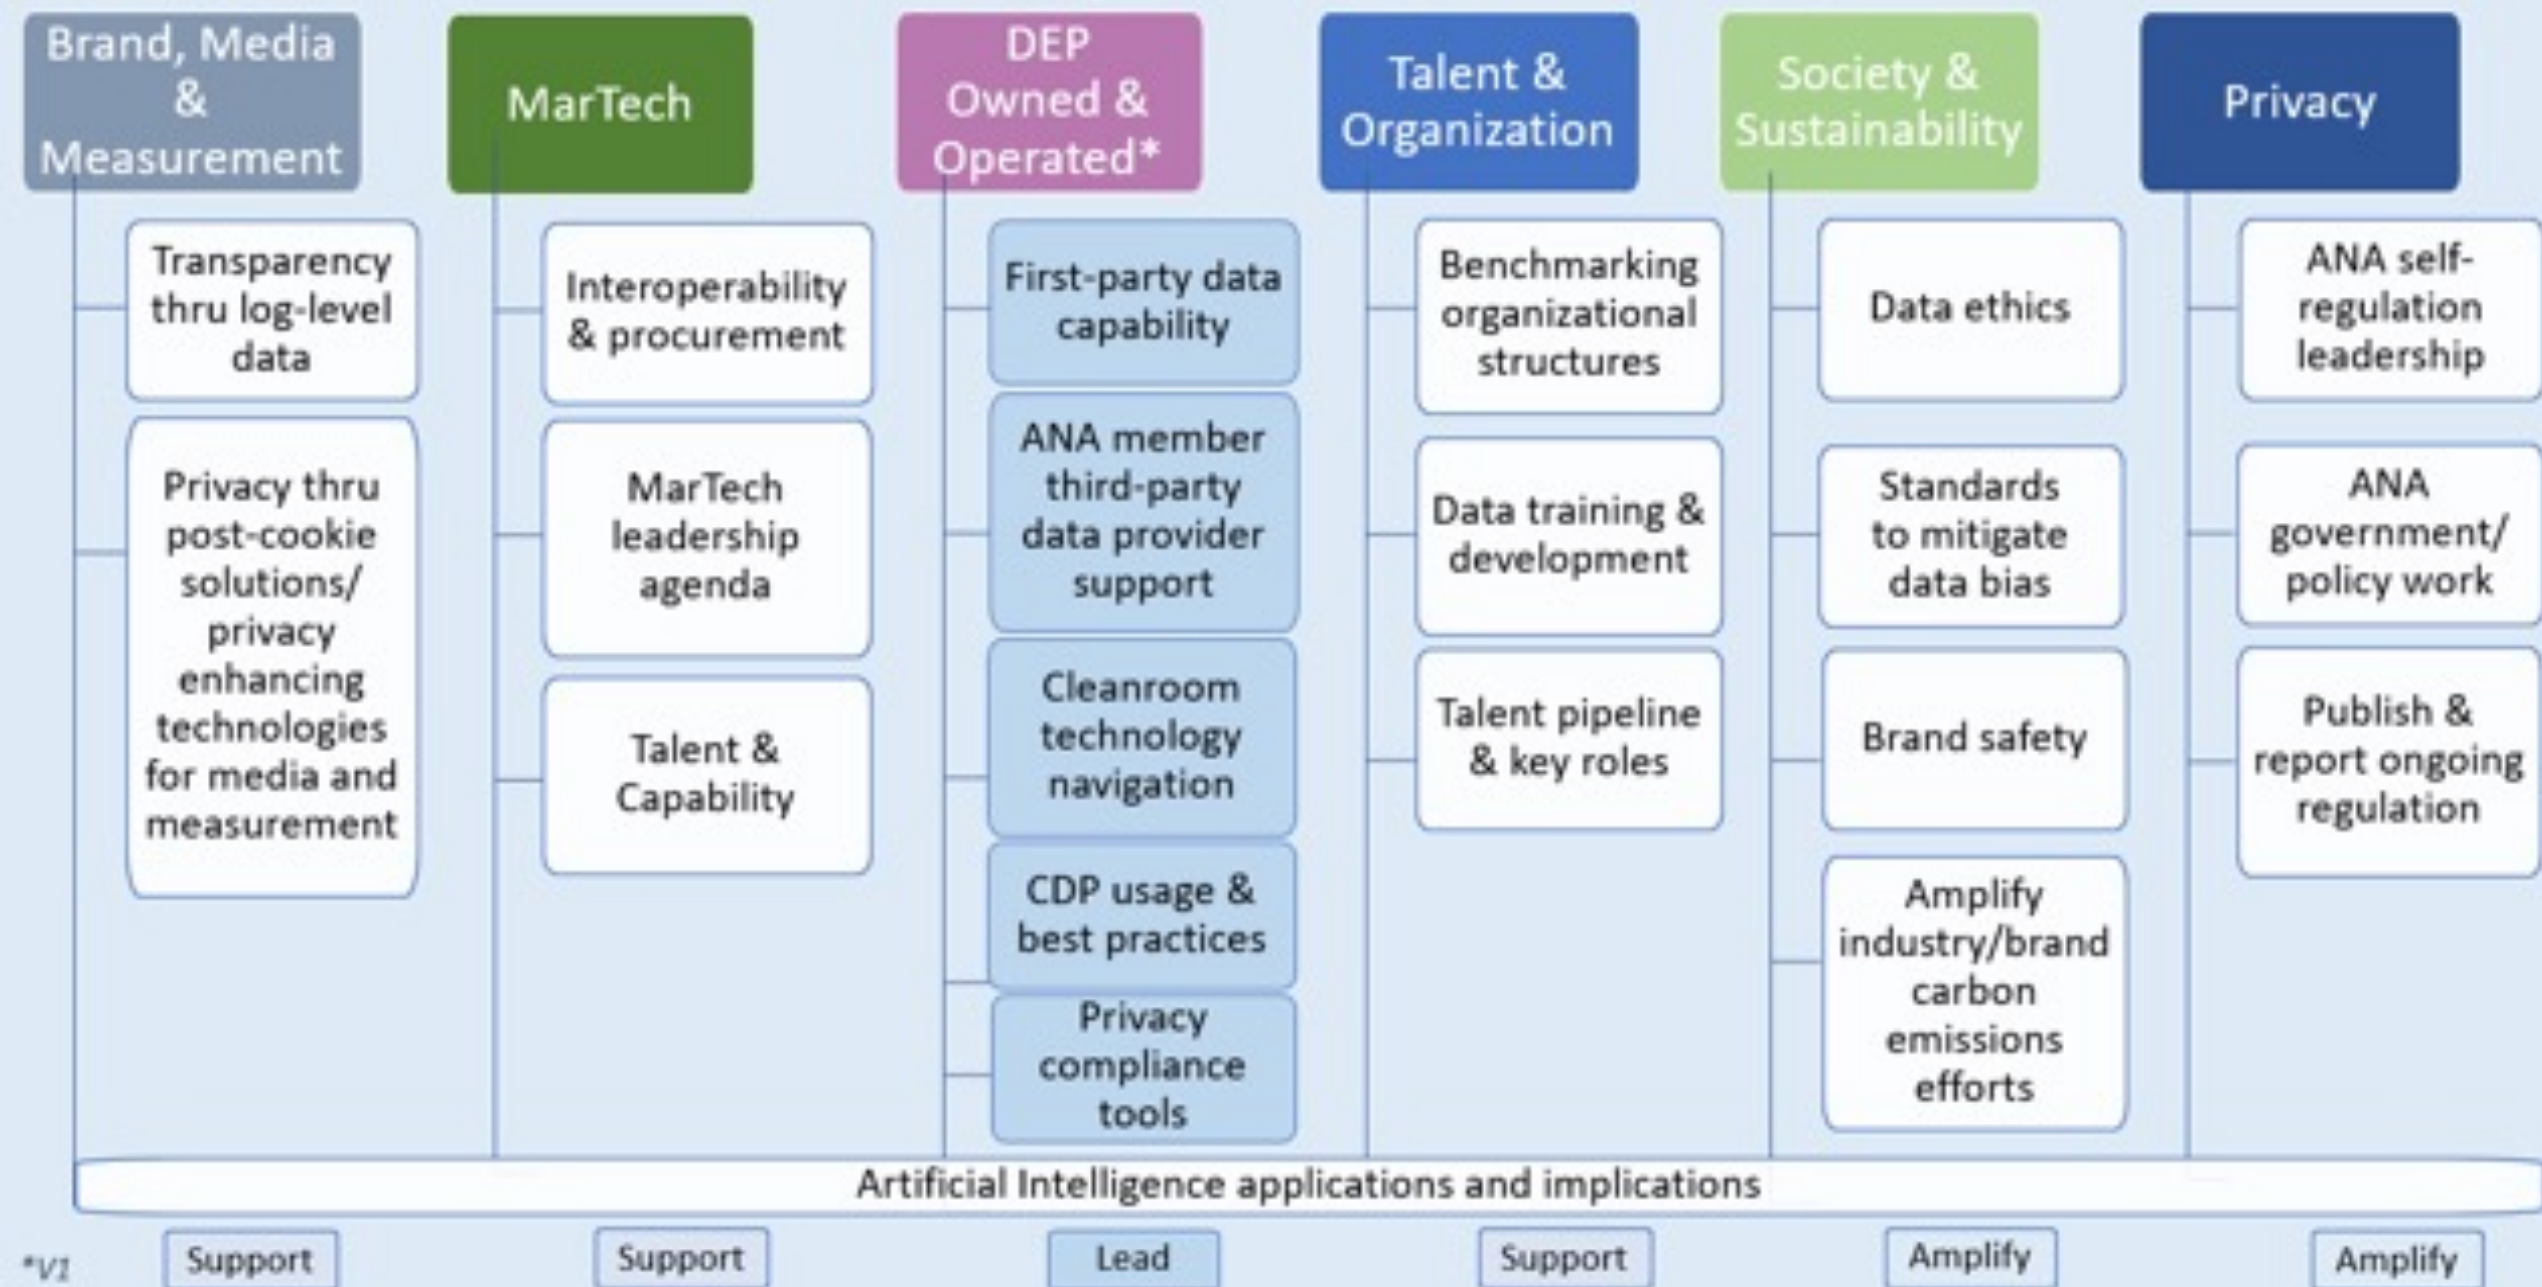 Brand, Media
&
Measurement
MarTech
DEP
Owned &
Operated*
Talent &
Organization
Society &
Sustainability
Privacy
Transparency
thru log-level
data
Privacy thru
post-cookie
solutions/
privacy
enhancing
technologies
for media and
measurement
Interoperability
& procurement
MarTech
leadership
agenda
Talent &
Capability
First-party data
capability
ANA member
third-party
data provider
support
Cleanroom
technology
navigation
CDP usage &
best practices
Privacy
compliance
tools
Benchmarking
organizational
structures
Data training &
development
Talent pipeline
& key roles
Data ethics
Standards
to mitigate
data bias
Brand safety
Amplify
industry/brand
carbon
emissions
efforts
ANA self-
regulation
leadership
ANA
government/
policy work
Publish &
report ongoing
regulation
Artificial Intelligence applications and implications
*V1
Support
Support
Lead
Support
Amplify
Amplify